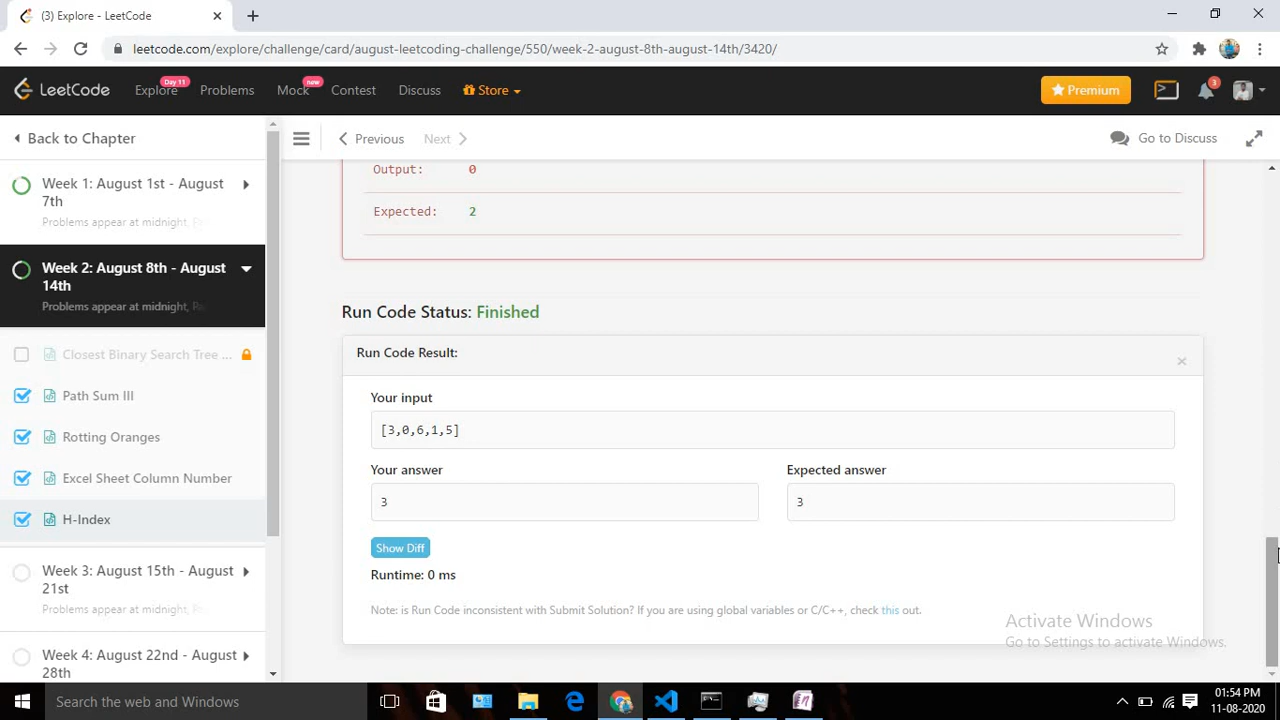 (3) Explore - LeetCode
leetcode.com/explore/challenge/card/august-leetcoding-challenge/550/week-2-august-8th-august-14th/3420/
LeetCode
Explore
Day 11
Problems
Mock
new
Contest
Discuss
Store
Premium
3
Back to Chapter
Previous
Next
Go to Discuss
Week 1: August 1st - August
7th
Problems appear at midnight,
Week 2: August 8th - August
14th
Problems appear at midnight,
Closest Binary Search Tree ...
Path Sum III
Rotting Oranges
Excel Sheet Column Number
H-Index
Week 3: August 15th - August
21st
Problems appear at midnight,
Week 4: August 22nd - August
28th
Output: 0
Expected: 2
Run Code Status: Finished
Run Code Result:
Your input
[3,0,6,1,5]
Your answer
Expected answer
3
3
Show Diff
Runtime: 0 ms
Note: is Run Code inconsistent with Submit Solution? If you are using global variables or C/C++, check this out.
Activate Windows
Go to Settings to activate Windows.
Search the web and Windows
01:54 PM
11-08-2020